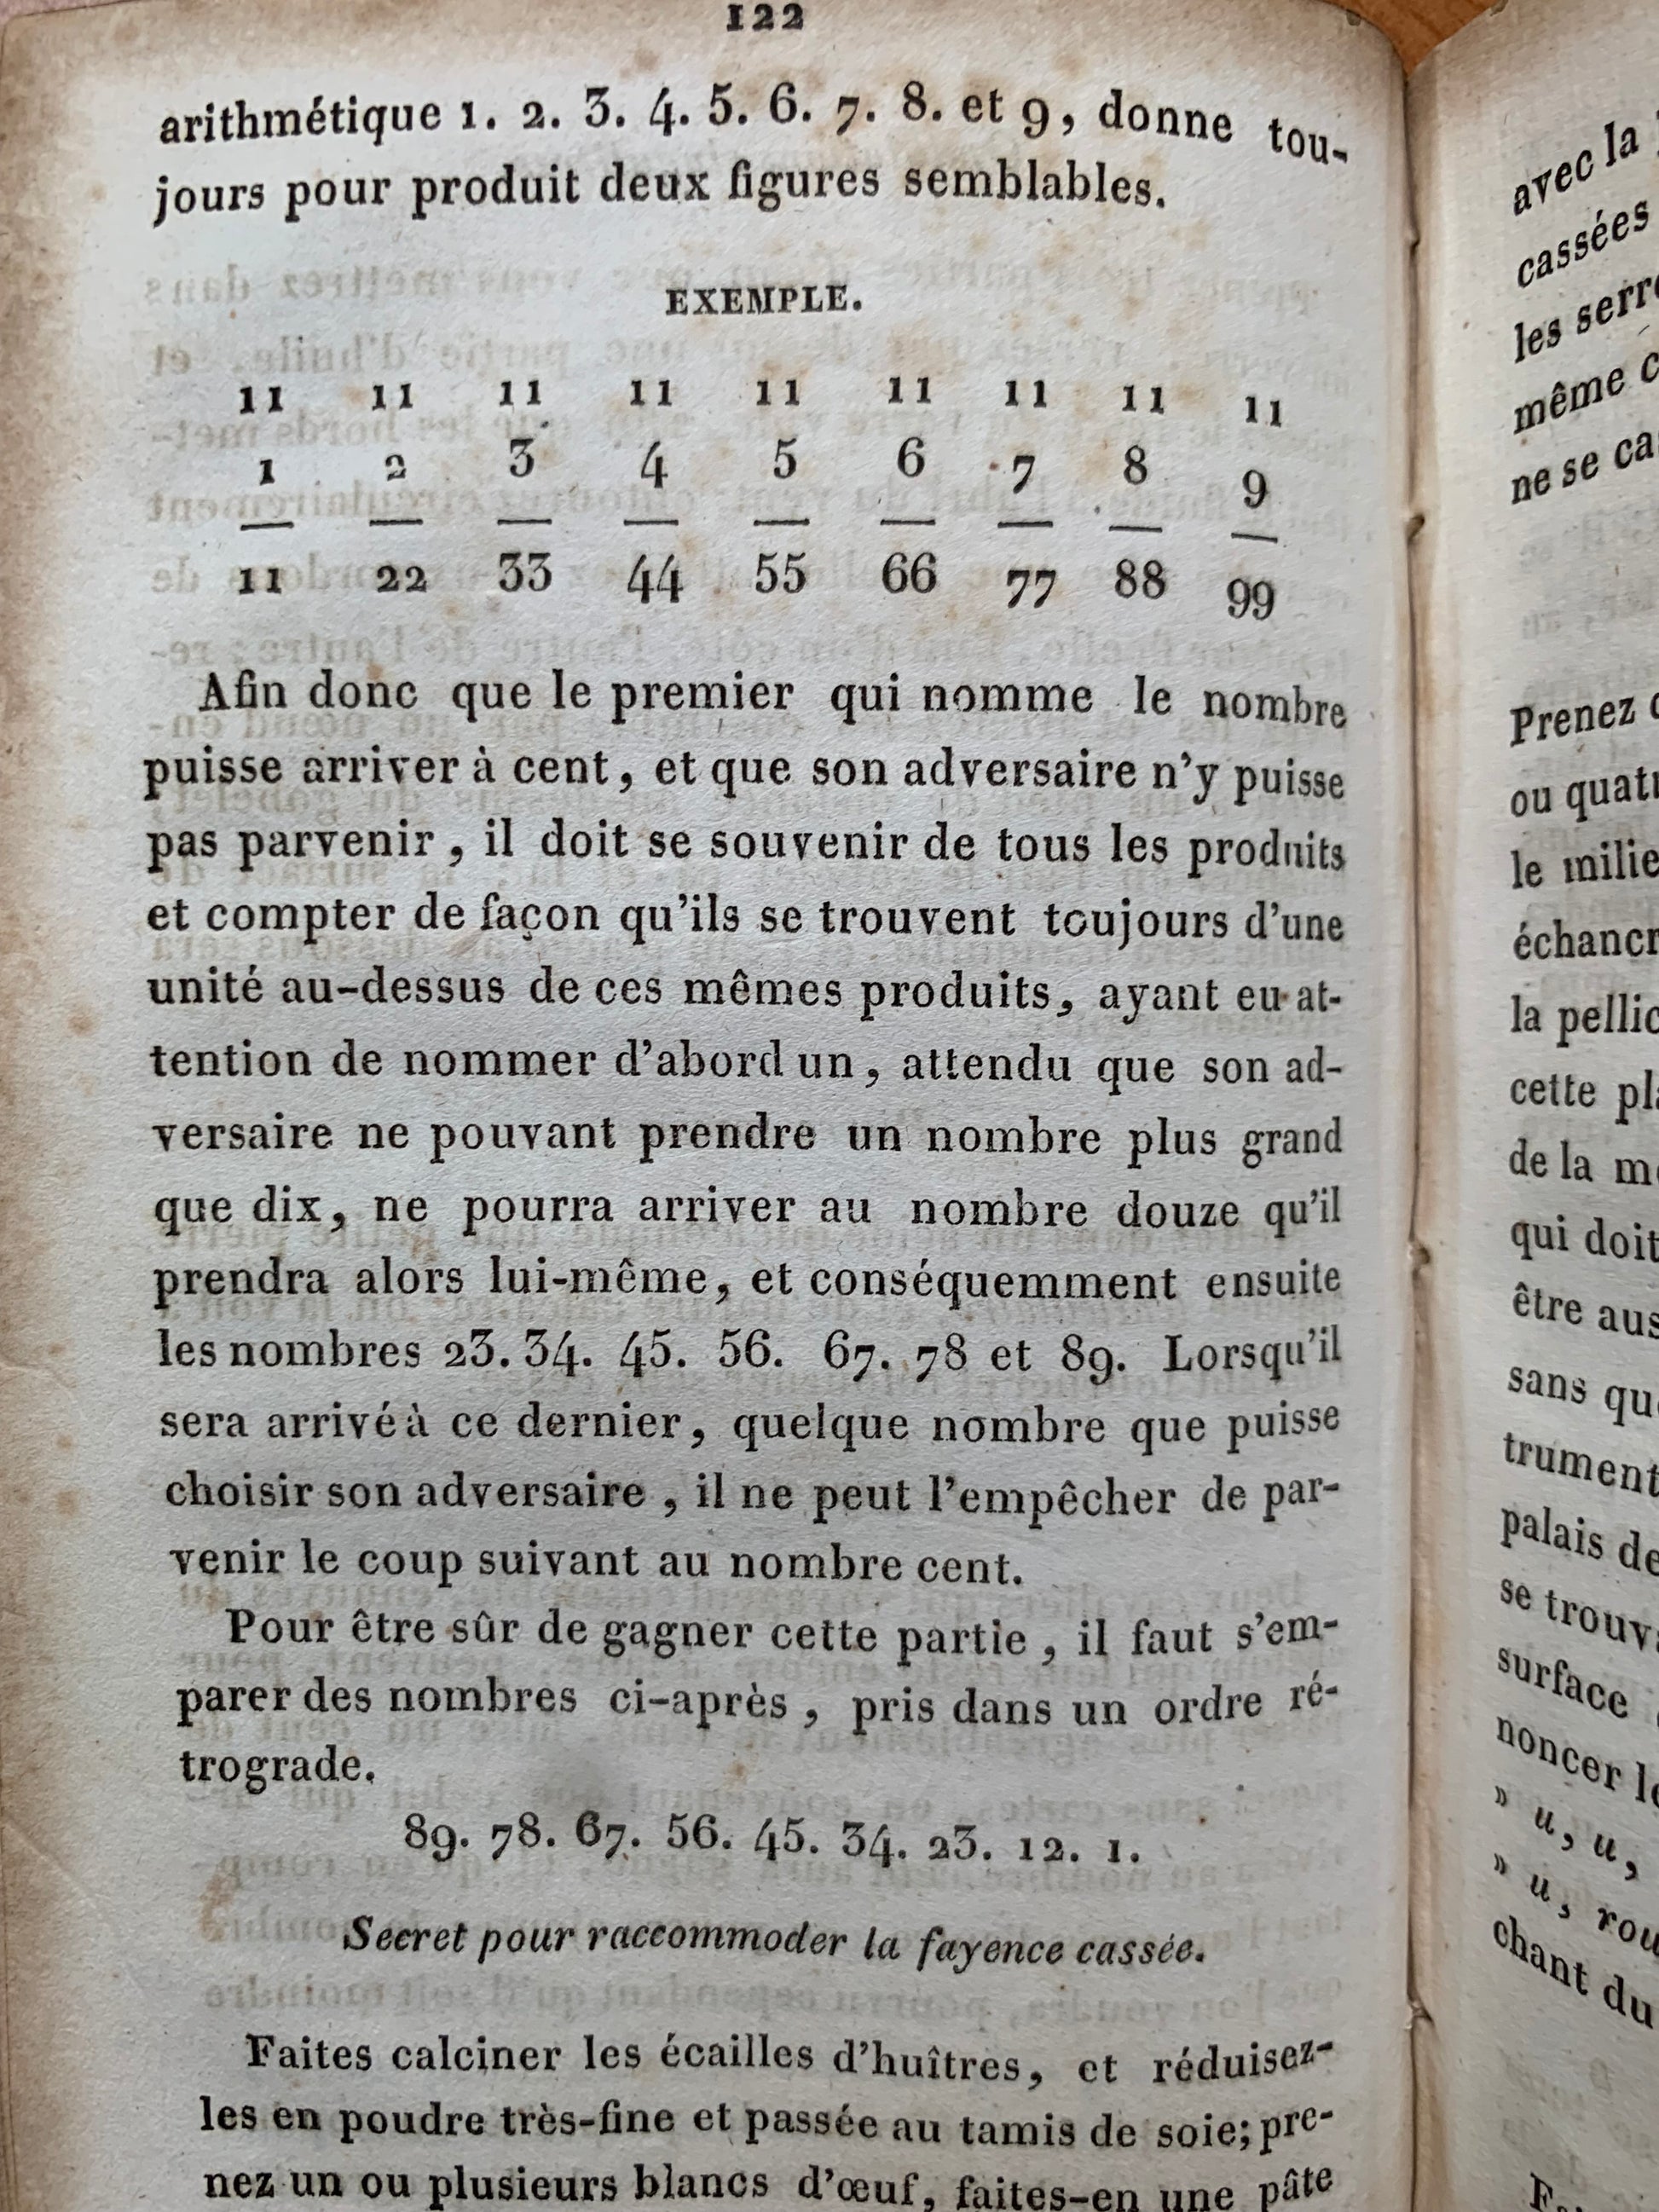 122
arithmétique 1. 2. 3. 4. 5. 6. 7. 8. et 9, donne tou-
jours pour produit deux figures semblables.
EXEMPLE.
11 11 11 11 11 11 11 11 11
1 2 3 4 5 6 7 8 9
11 22 33 44 55 66 77 88 99
Afin donc que le premier qui nomme le nombre
puisse arriver à cent, et que son adversaire n'y puisse
pas parvenir, il doit se souvenir de tous les produits
et compter de façon qu'ils se trouvent toujours d'une
unité au-dessus de ces mêmes produits, ayant eu at-
tention de nommer d'abord un, attendu que son ad-
versaire ne pouvant prendre un nombre plus grand
que dix, ne pourra arriver au nombre douze qu'il
prendra alors lui-même, et conséquemment ensuite
les nombres 23. 34. 45. 56. 67. 78 et 89. Lorsqu'il
sera arrivé à ce dernier, quelque nombre que puisse
choisir son adversaire, il ne peut l'empêcher de par-
venir le coup suivant au nombre cent.
Pour être sûr de gagner cette partie, il faut s'em-
parer des nombres ci-après, pris dans un ordre ré-
trograde.
89. 78. 67. 56. 45. 34. 23. 12. 1.
Secret pour raccommoder la fayence cassée.
Faites calciner les écailles d'huîtres, et réduisez-
les en poudre très-fine et passée au tamis de soie; pre-
nez un ou plusieurs blancs d'œuf, faites-en une pâte
avec la
cassées
les
même
ne se
Prenez
ou
le
la
cette
de la
qui doit
être
sans
palais
se
surface
noncer
» u, u,
» u,
chant du